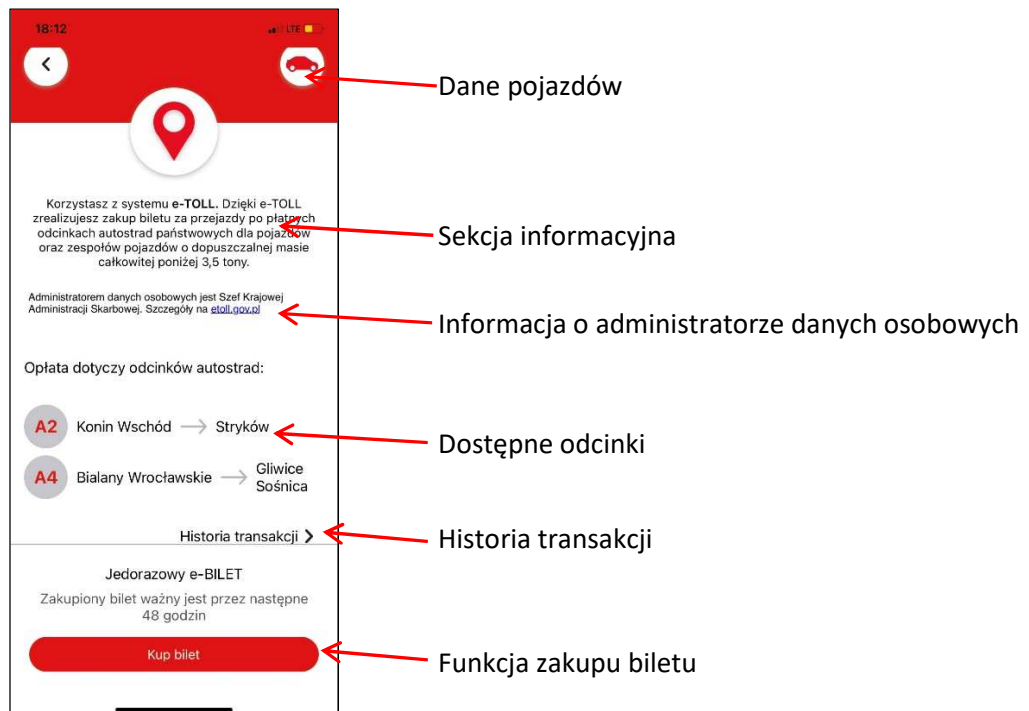 18:12
LTE
Dane pojazdów
Korzystasz z systemu e-TOLL. Dzięki e-TOLL
zrealizujesz zakup biletu za przejazdy po płatnych
odcinkach autostrad państwowych dla pojazdów
oraz zespołów pojazdów o dopuszczalnej masie
całkowitej poniżej 3,5 tony.
Sekcja informacyjna
Administratorem danych osobowych jest Szef Krajowej
Administracji Skarbowej. Szczegóły na etoll.gov.pl
Informacja o administratorze danych osobowych
Opłata dotyczy odcinków autostrad:
A2 Konin Wschód → Stryków
Dostępne odcinki
A4 Bialany Wrocławskie → Gliwice
Sośnica
Historia transakcji >
Historia transakcji
Jedorazowy e-BILET
Zakupiony bilet ważny jest przez następne
48 godzin
Kup bilet
Funkcja zakupu biletu